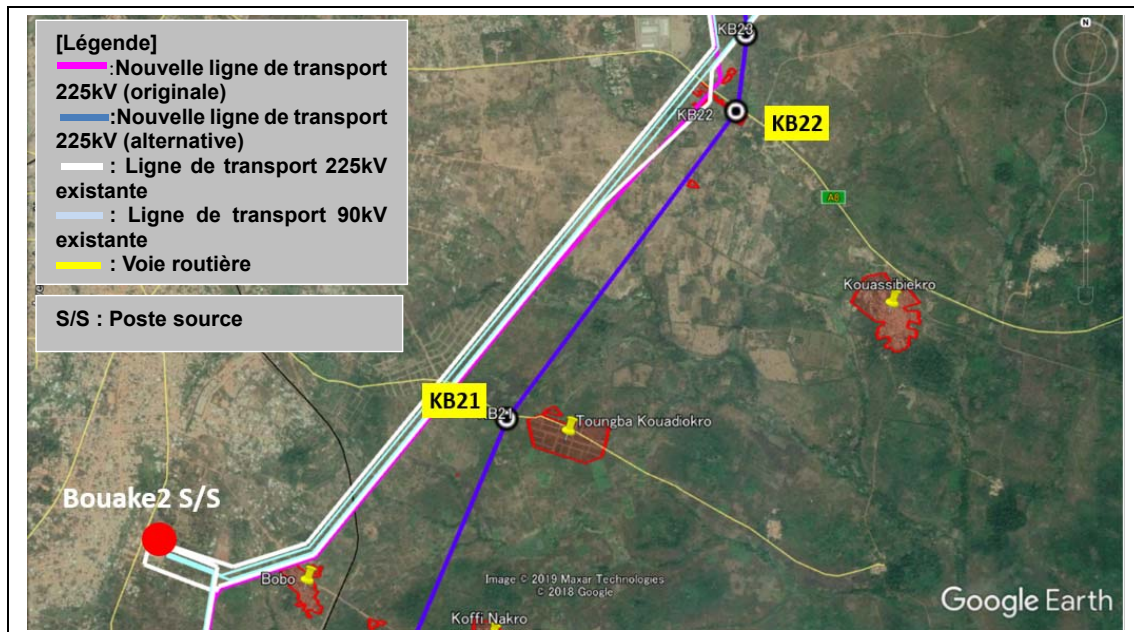 [Légende]
:Nouvelle ligne de transport
225kV (originale)
:Nouvelle ligne de transport
225kV (alternative)
: Ligne de transport 225kV
existante
: Ligne de transport 90kV
existante
: Voie routière
S/S : Poste source
N
KB23
KB22
KB22
A8
Kouassibiekro
KB21
B21
Toungba Kouadiokro
Bouake2 S/S
Bobo
Image © 2019 Maxar Technologies
© 2018 Google
Google Earth
Koffi Nakro